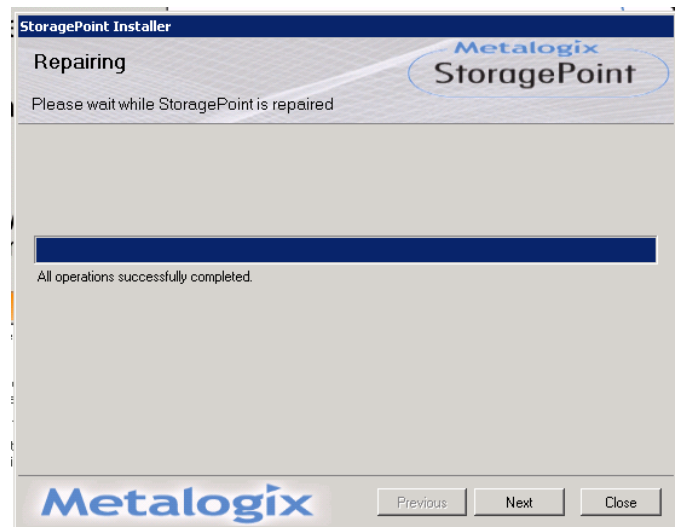 StoragePoint Installer
Repairing
Metalogix
StoragePoint
Please wait while StoragePoint is repaired
All operations successfully completed.
Metalogix
Previous
Next
Close